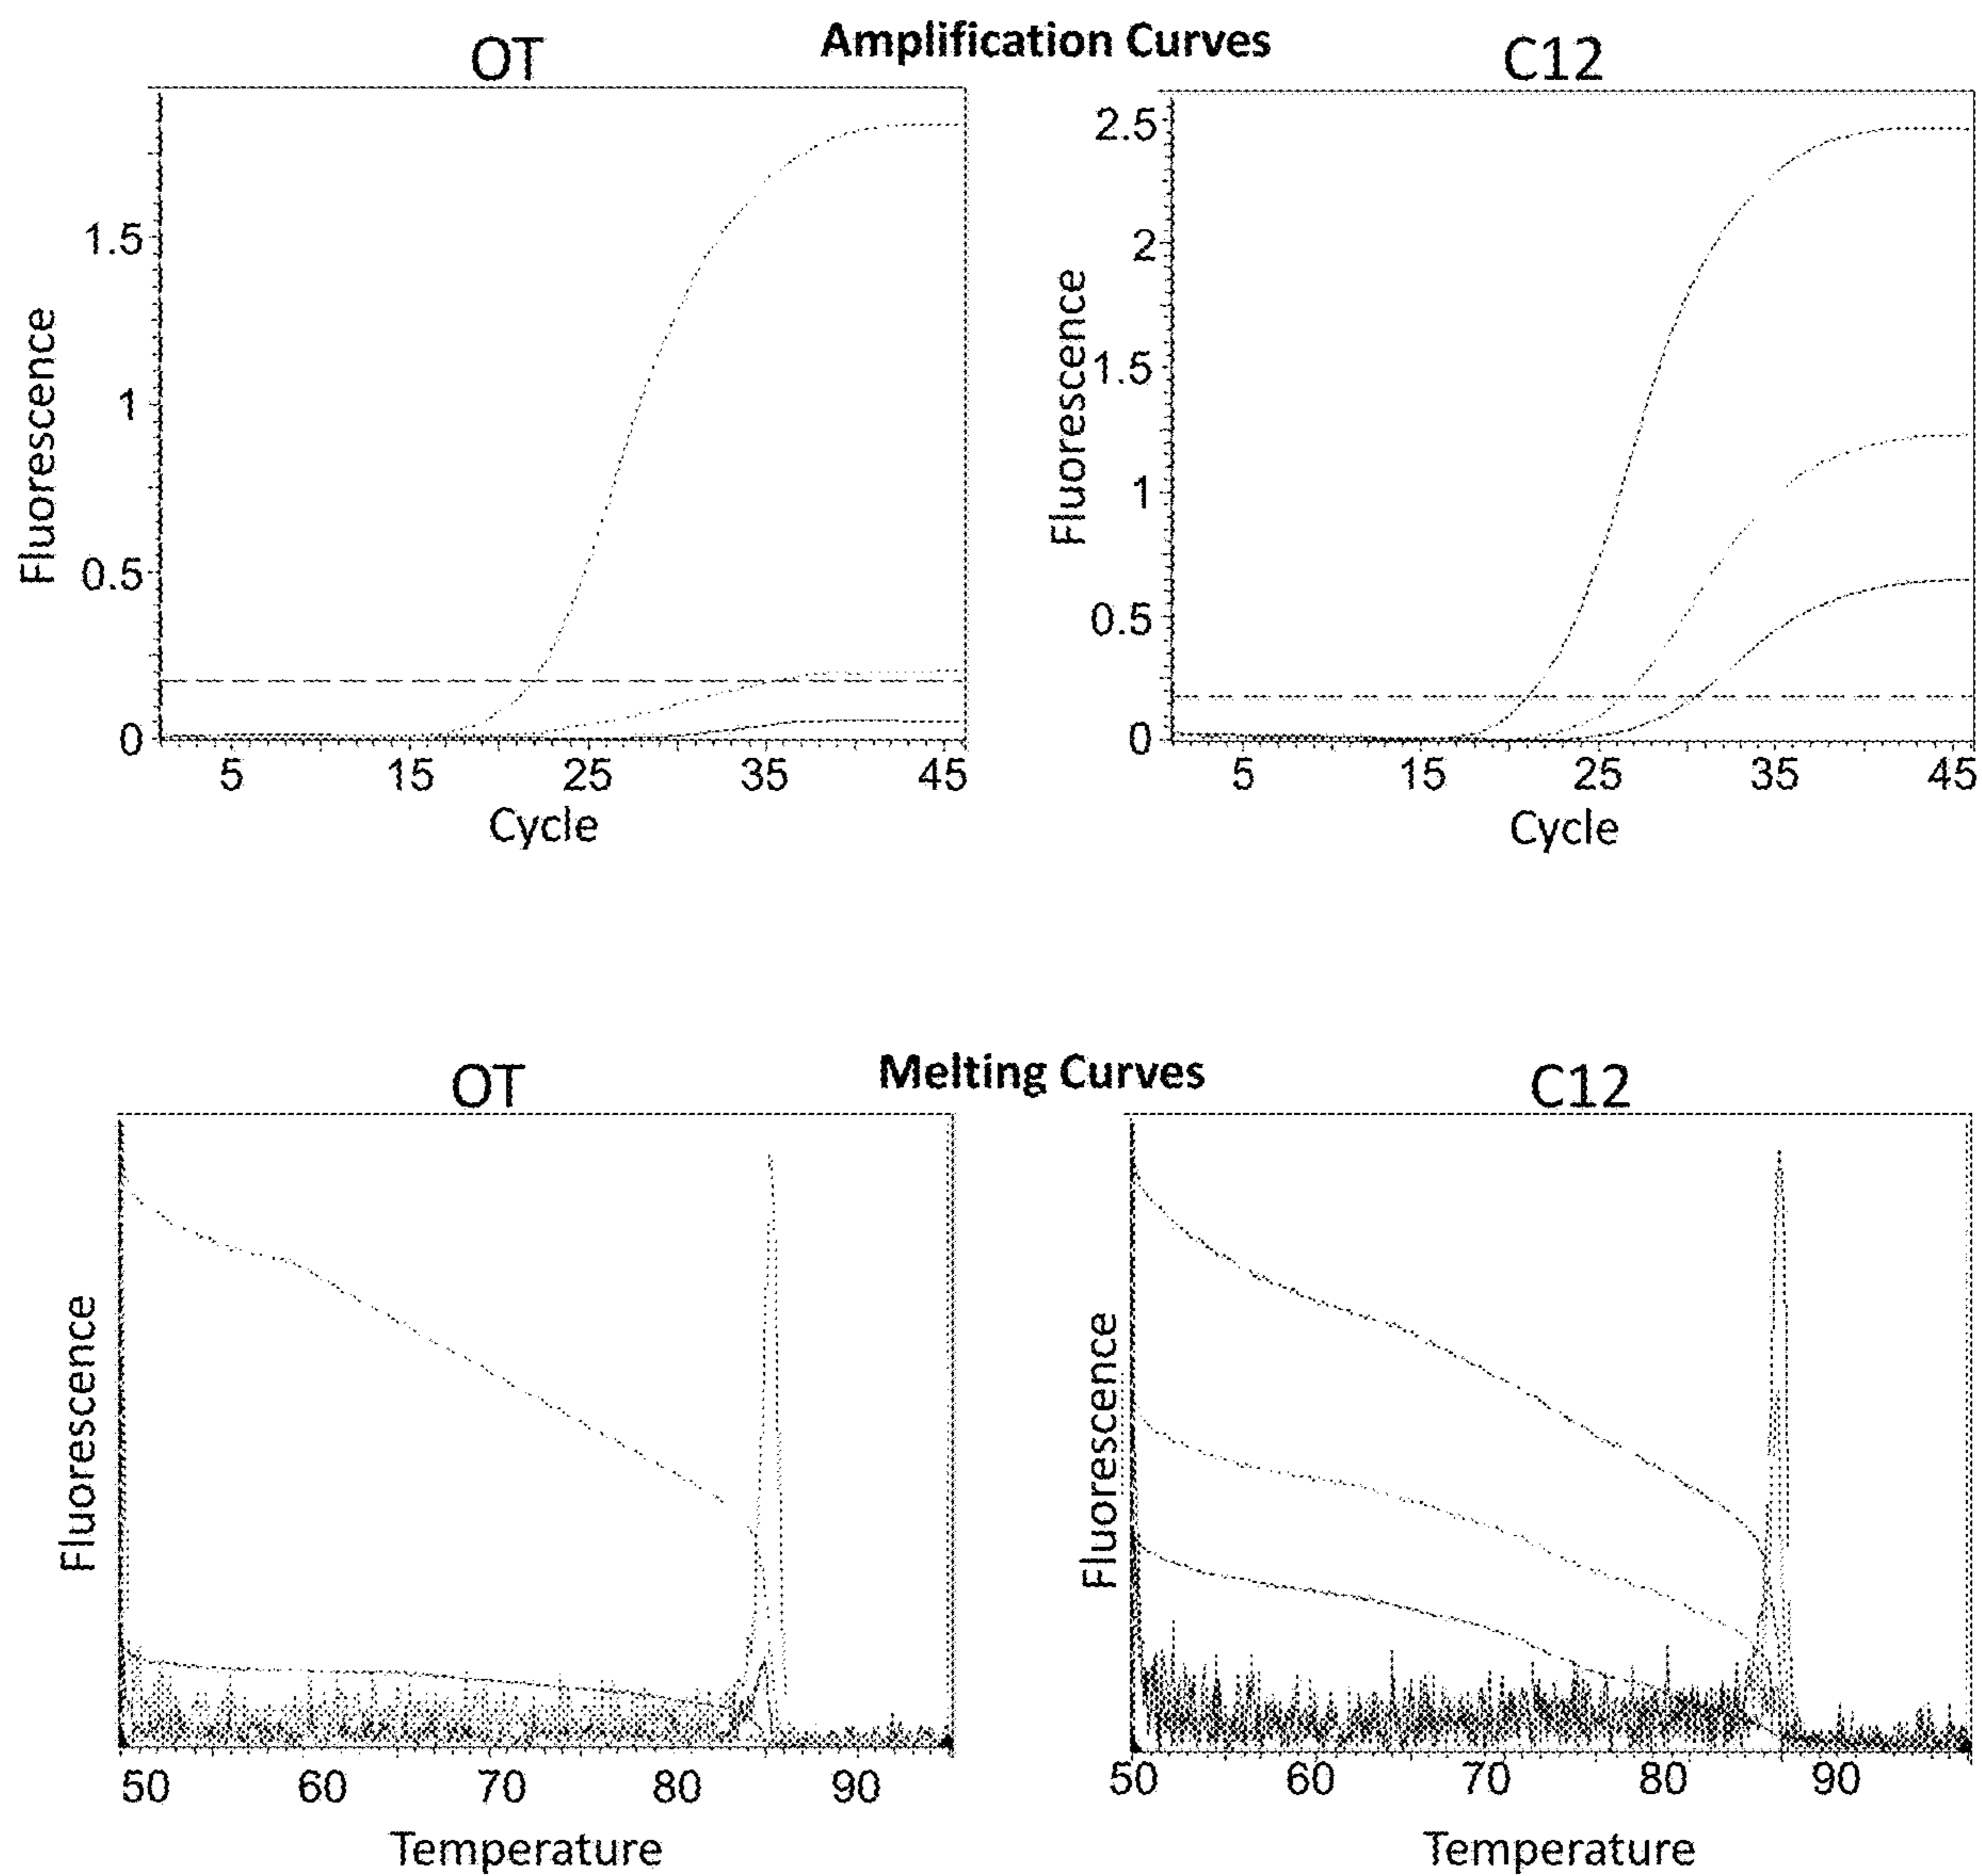 Amplification Curves
OT
C12
Fluorescence
1.5
1
0.5
0
5 15 25 35 45
Cycle
Fluorescence
2.5
2
1.5
1
0.5
0
5 15 25 35 45
Cycle
Melting Curves
OT
C12
Fluorescence
50 60 70 80 90
Temperature
Fluorescence
50 60 70 80 90
Temperature